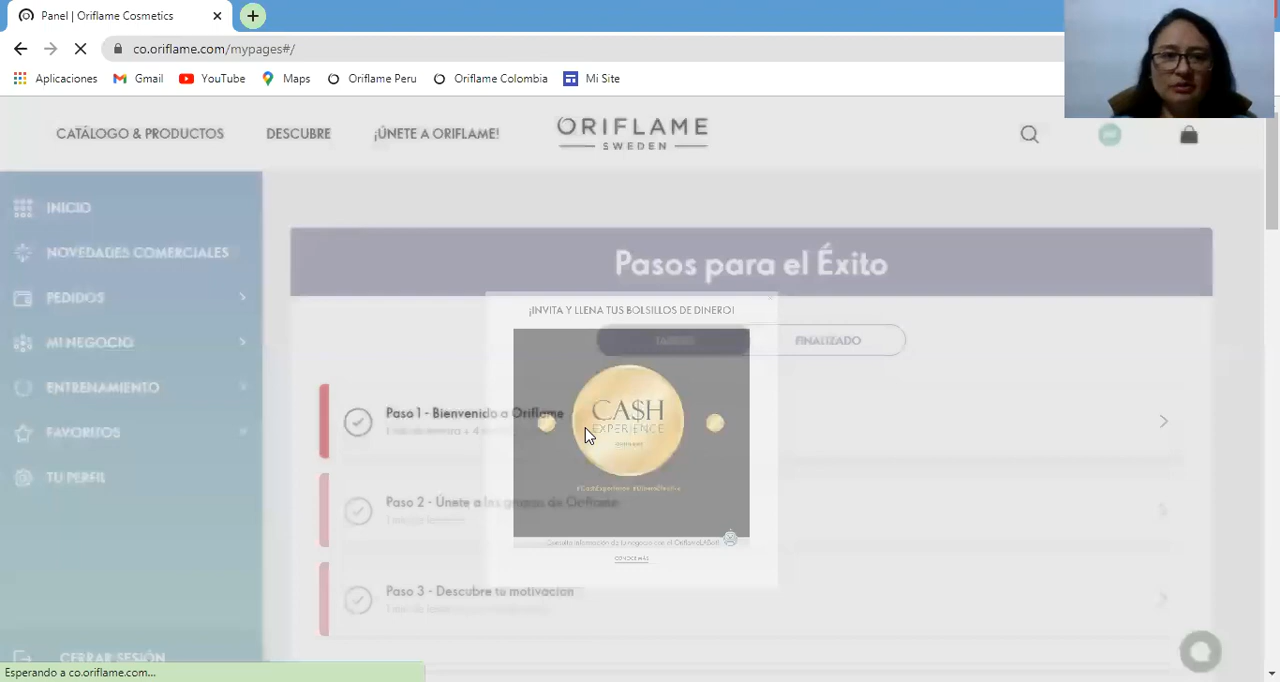 Panel | Oriflame Cosmetics
co.oriflame.com/mypages#/
Aplicaciones Gmail YouTube Maps Oriflame Peru Oriflame Colombia Mi Site
CATÁLOGO & PRODUCTOS DESCUBRE ¡ÚNETE A ORIFLAME! ORIFLAME
SWEDEN
INICIO
NOVEDADES COMERCIALES
PEDIDOS
MI NEGOCIO
ENTRENAMIENTO
FAVORITOS
TU PERFIL
CERRAR SESIÓN
Pasos para el Éxito
¡INVITA Y LLENA TUS BOLSILLOS DE DINERO!
FINALIZADO
CA$H
EXPERIENCE
Paso 1 - Bienvenido a Oriflame
Paso 2 - Únete a los grupos de Oriflame
Paso 3 - Descubre tu motivación
Esperando a co.oriflame.com...